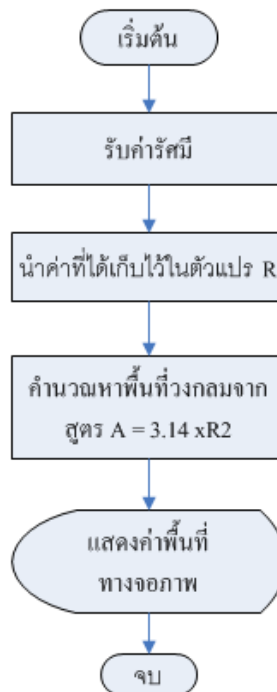 เริ่มต้น
รับค่ารัศมี
นำค่าที่ได้เก็บไว้ในตัวแปร R
คำนวณหาพื้นที่วงกลมจาก
สูตร A = 3.14 xR2
แสดงค่าพื้นที่
ทางจอภาพ
จบ